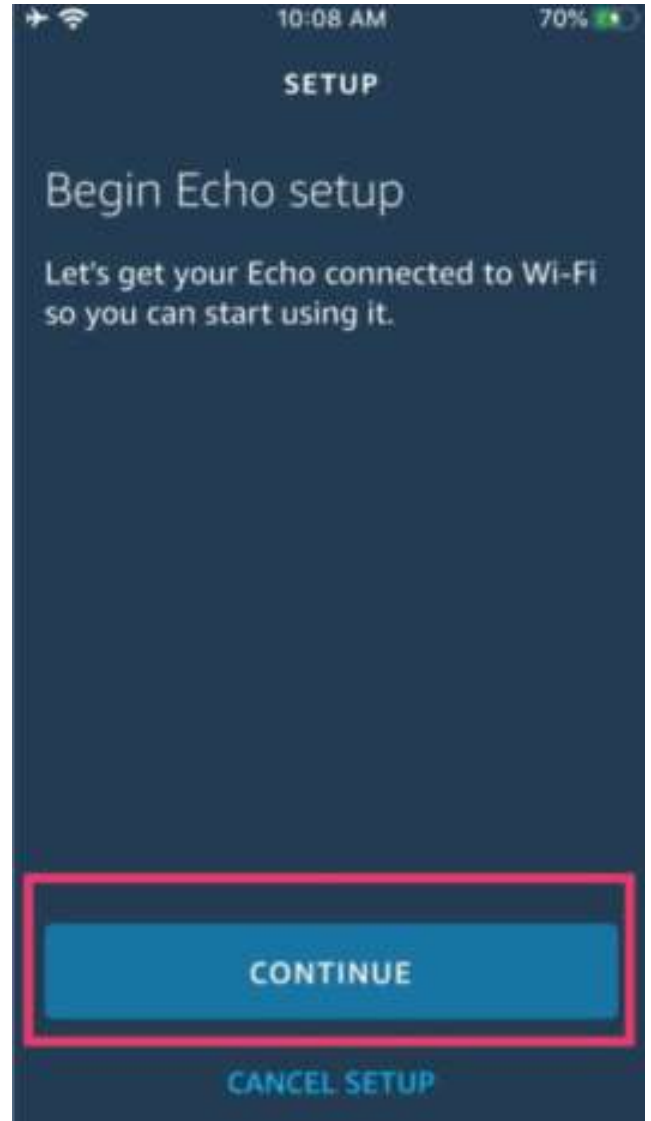 10:08 AM 70%
SETUP
Begin Echo setup
Let's get your Echo connected to Wi-Fi
so you can start using it.
CONTINUE
CANCEL SETUP